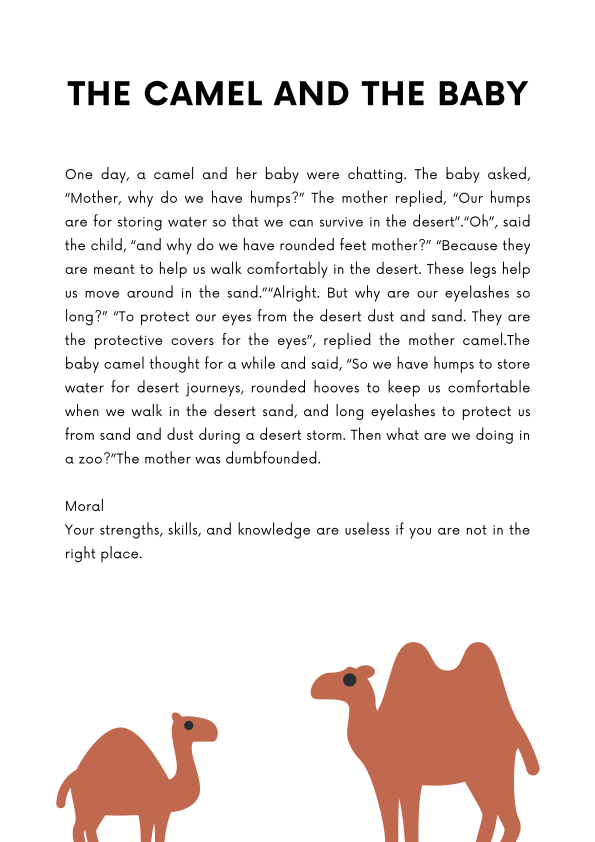 THE CAMEL AND THE BABY
One day, a camel and her baby were chatting. The baby asked,
“Mother, why do we have humps?” The mother replied, “Our humps
are for storing water so that we can survive in the desert”.“Oh”, said
the child, “and why do we have rounded feet mother?” “Because they
are meant to help us walk comfortably in the desert. These legs help
us move around in the sand.”“Alright. But why are our eyelashes so
long?” “To protect our eyes from the desert dust and sand. They are
the protective covers for the eyes”, replied the mother camel.The
baby camel thought for a while and said, “So we have humps to store
water for desert journeys, rounded hooves to keep us comfortable
when we walk in the desert sand, and long eyelashes to protect us
from sand and dust during a desert storm. Then what are we doing in
a zoo?”The mother was dumbfounded.
Moral
Your strengths, skills, and knowledge are useless if you are not in the
right place.